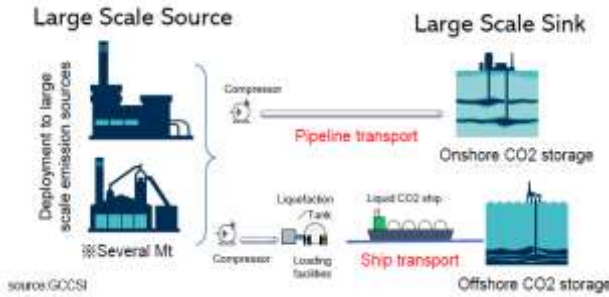 Large Scale Source
Large Scale Sink
Deployment to large
scale emission sources
※Several Mt
source:GCCSI
Compressor
Pipeline transport
Onshore CO2 storage
Compressor
Liquefaction
/Tank
Loading
facilities
Liquid CO2 ship
Ship transport
Offshore CO2 storage